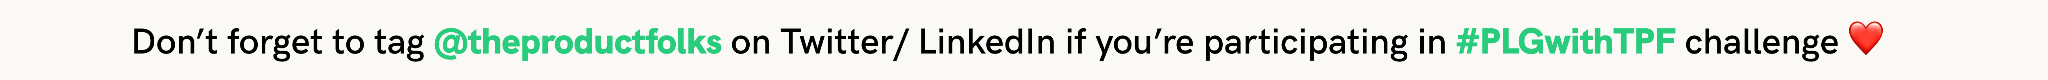 Don’t forget to tag @theproductfolks on Twitter/ LinkedIn if you’re participating in #PLGwithTPF challenge ❤️